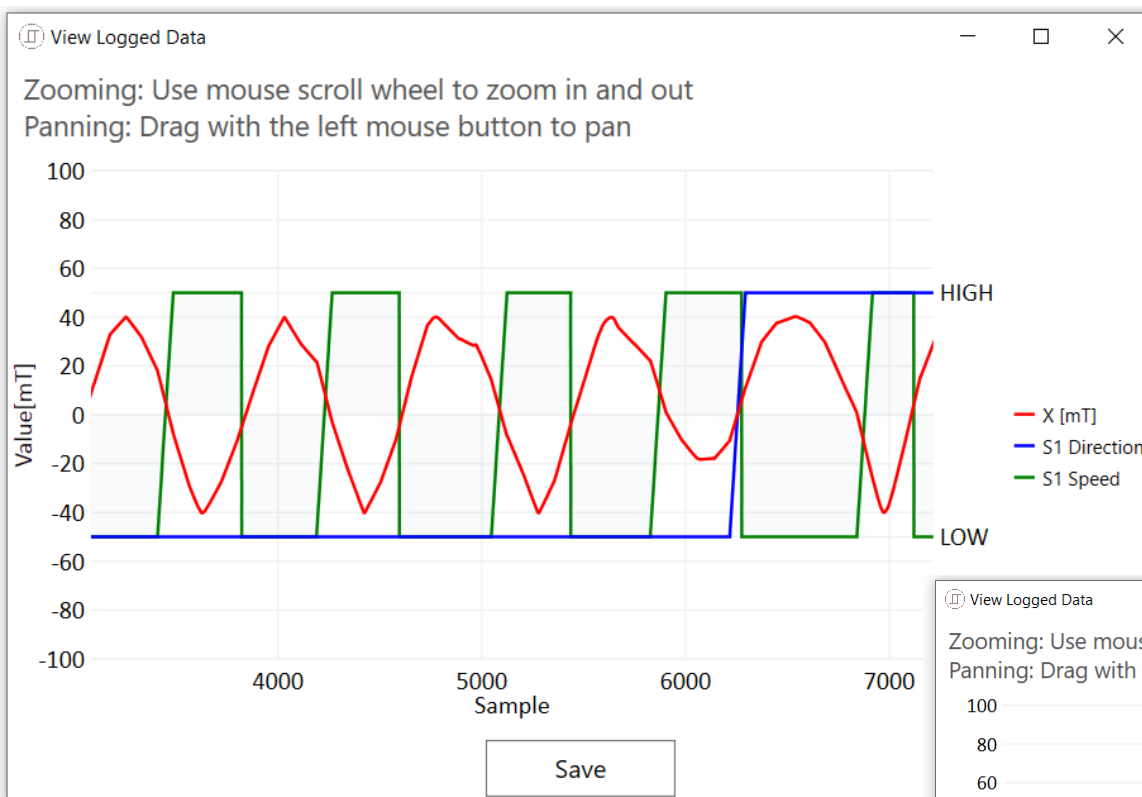 View Logged Data
Zooming: Use mouse scroll wheel to zoom in and out
Panning: Drag with the left mouse button to pan
100
80
60
40
20
0
-20
-40
-60
-80
-100
Value[mT]
4000 5000 6000 7000
Sample
HIGH
LOW
X [mT]
S1 Direction
S1 Speed
Save
View Logged Data
Zooming: Use
Panning: Drag with
100
80
60